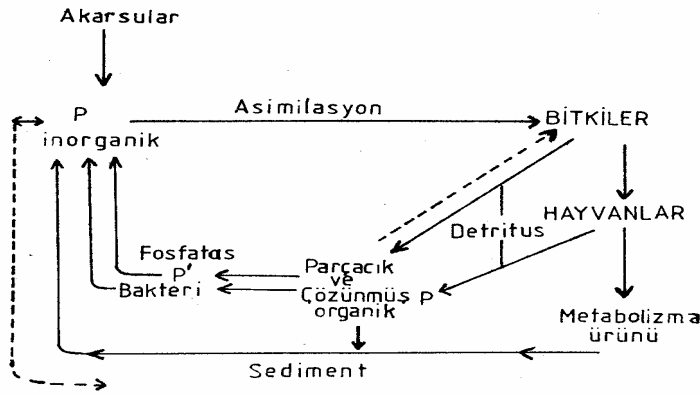 Akarsular
P
inorganik
Asimilasyon
BİTKİLER
HAYVANLAR
Detritus
Fosfatas
P'
Bakteri
Parçacık
ve
Çözünmüş P
organik
Metabolizma
ürünü
Sediment